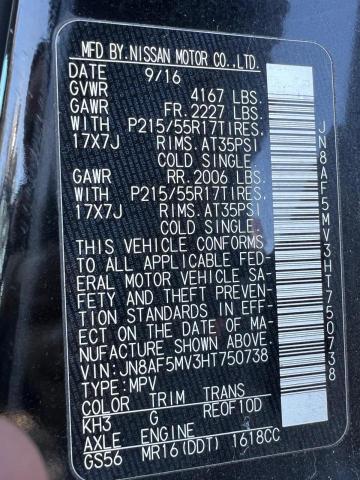 MFD BY.NISSAN MOTOR CO.,LTD.
DATE 9/16
GVWR 4167 LBS.
GAWR FR.2227 LBS.
WITH P215/55R17TIRES.
17X7J RIMS.AT35PSI
COLD SINGLE.
GAWR RR.2006 LBS.
WITH P215/55R17TIRES.
17X7J RIMS.AT35PSI
COLD SINGLE.
THIS VEHICLE CONFORMS
TO ALL APPLICABLE FED-
ERAL MOTOR VEHICLE SA-
FETY AND THEFT PREVEN-
TION STANDARDS IN EFF-
ECT ON THE DATE OF MA-
NUFACTURE SHOWN ABOVE.
VIN:JN8AF5MV3HT750738
TYPE:MPV
COLOR TRIM TRANS
KH3 G RE0F10D
AXLE ENGINE
GS56 MR16(DDT) 1618CC
JN8AF5MV3HT750738